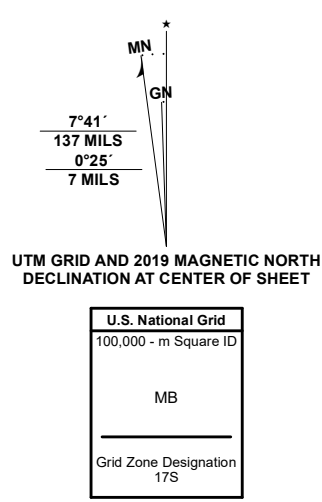 MN
GN
7°41´
137 MILS
0°25´
7 MILS
UTM GRID AND 2019 MAGNETIC NORTH
DECLINATION AT CENTER OF SHEET
U.S. National Grid
100,000 - m Square ID
MB
Grid Zone Designation
17S